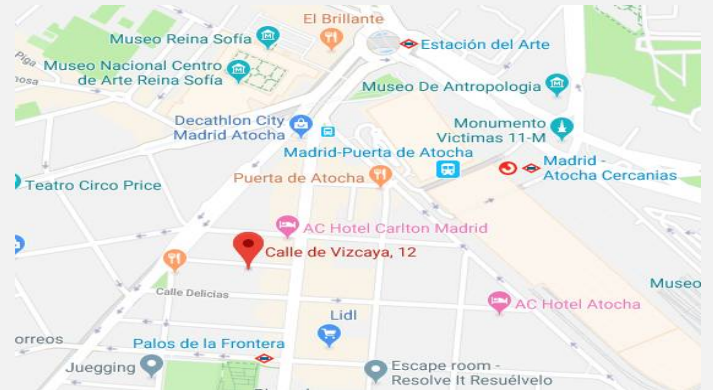 El Brillante
Museo Reina Sofía
Estación del Arte
Piga
nosa
Museo Nacional Centro
de Arte Reina Sofía
Museo De Antropologia
Decathlon City
Madrid Atocha
Monumento
Victimas 11-M
Madrid-Puerta de Atocha
Madrid -
Atocha Cercanias
Teatro Circo Price
Puerta de Atocha
AC Hotel Carlton Madrid
Calle de Vizcaya, 12
Museo
Calle Delicias
AC Hotel Atocha
Lidl
orreos
Palos de la Frontera
Juegging
Escape room -
Resolve It Resuélvelo